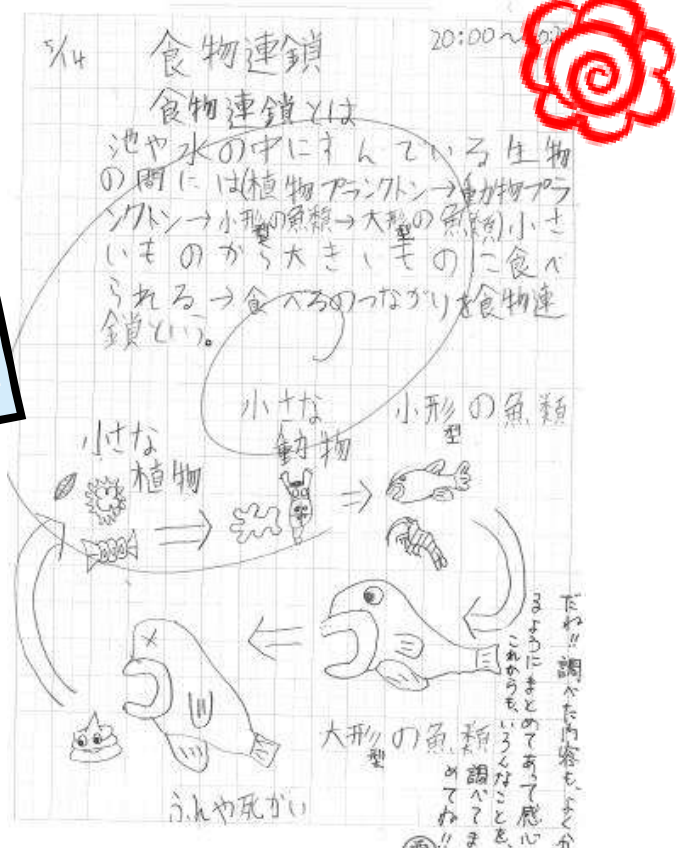 5/14 食物連鎖 20:00〜
食物連鎖とは
池や水の中にすんでいる生物
の間には(植物プランクトン→動物プラ
ンクトン→小形の魚類→大形の魚類)小さ
型 型
いものから大きいものに食べ
られる→食べるのつながりを食物連
鎖という。
小さな
植物
小さな
動物
小形の魚類
型
大形の魚類
型
ふんや死がい
だね!!調べた内容も、よく分
るようにまとめてあって感心
これからも、いろんなことを、
調べてま
めてね!!